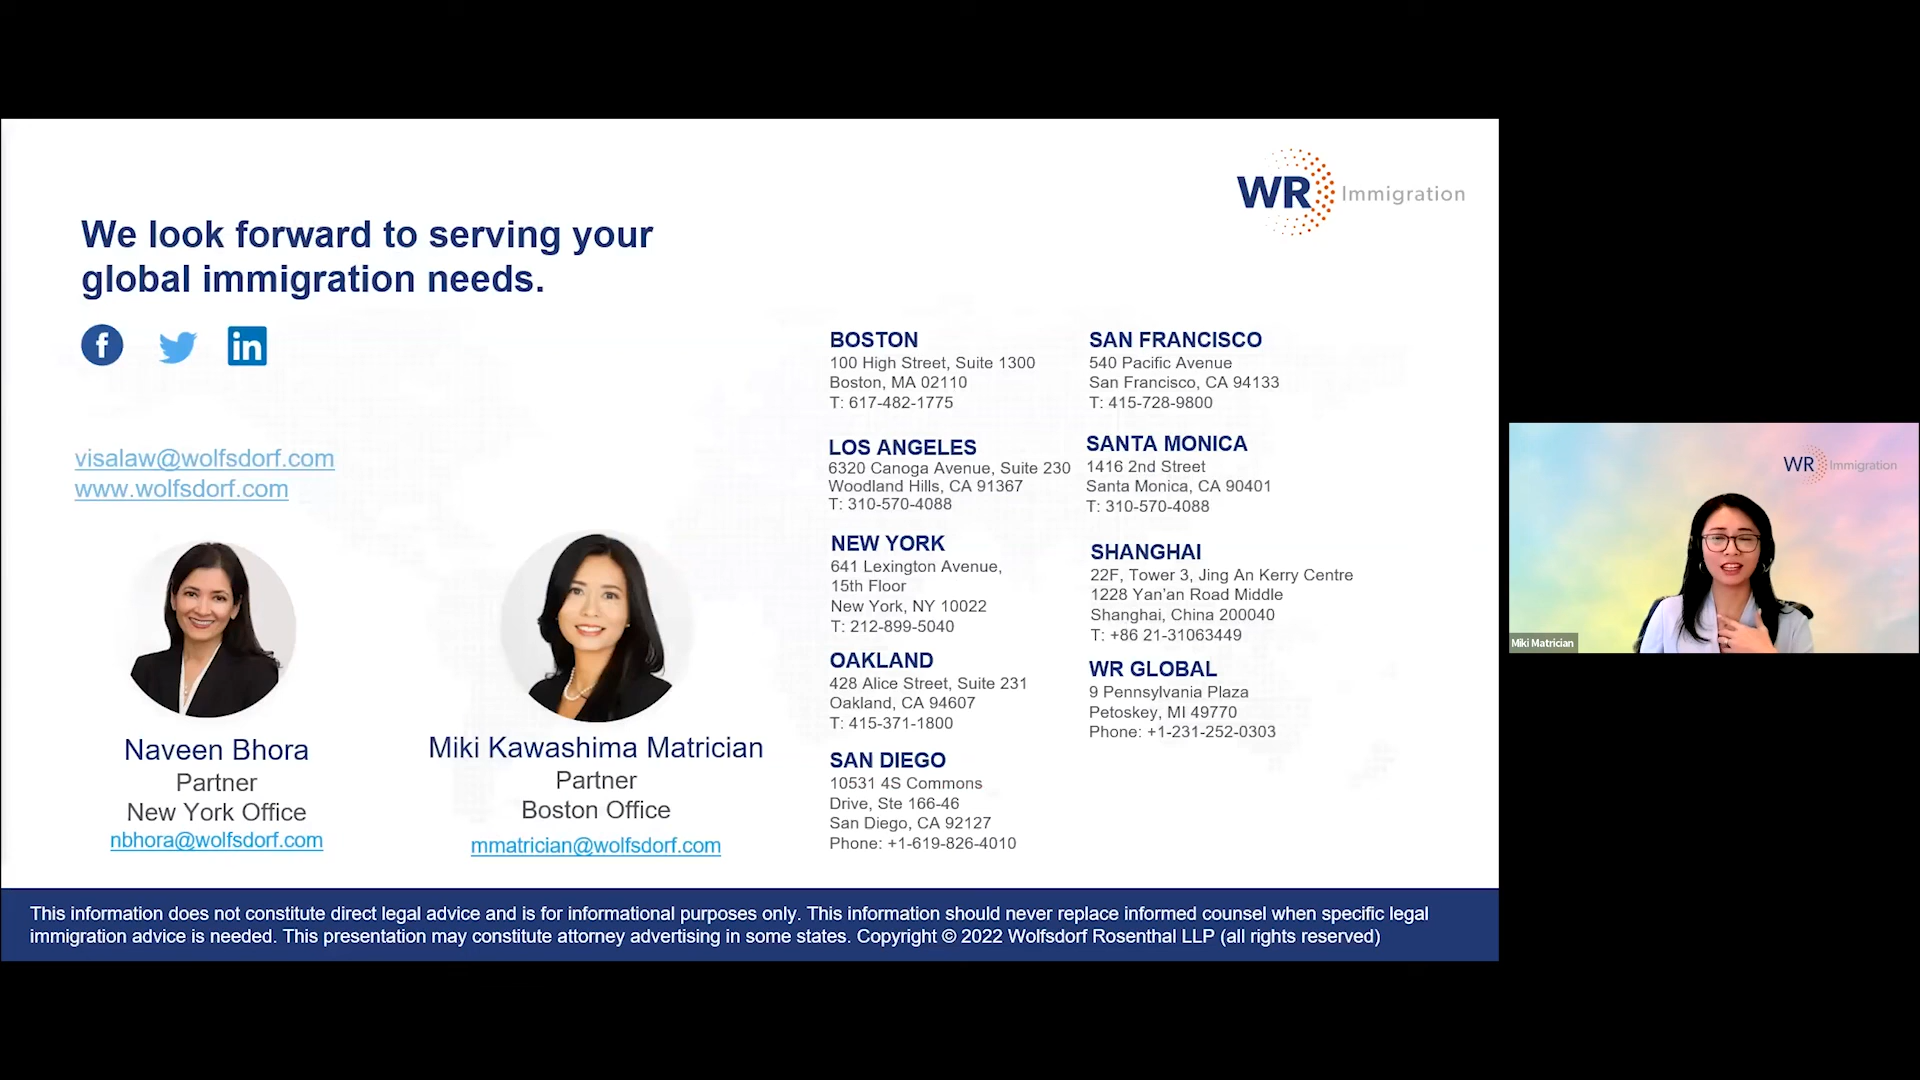 WR Immigration
We look forward to serving your
global immigration needs.
visalaw@wolfsdorf.com
www.wolfsdorf.com
Naveen Bhora
Partner
New York Office
nbhora@wolfsdorf.com
Miki Kawashima Matrician
Partner
Boston Office
mmatrician@wolfsdorf.com
BOSTON
100 High Street, Suite 1300
Boston, MA 02110
T: 617-482-1775
LOS ANGELES
6320 Canoga Avenue, Suite 230
Woodland Hills, CA 91367
T: 310-570-4088
NEW YORK
641 Lexington Avenue,
15th Floor
New York, NY 10022
T: 212-899-5040
OAKLAND
428 Alice Street, Suite 231
Oakland, CA 94607
T: 415-371-1800
SAN DIEGO
10531 4S Commons
Drive, Ste 166-46
San Diego, CA 92127
Phone: +1-619-826-4010
SAN FRANCISCO
540 Pacific Avenue
San Francisco, CA 94133
T: 415-728-9800
SANTA MONICA
1416 2nd Street
Santa Monica, CA 90401
T: 310-570-4088
SHANGHAI
22F, Tower 3, Jing An Kerry Centre
1228 Yan'an Road Middle
Shanghai, China 200040
T: +86 21-31063449
WR GLOBAL
9 Pennsylvania Plaza
Petoskey, MI 49770
Phone: +1-231-252-0303
This information does not constitute direct legal advice and is for informational purposes only. This information should never replace informed counsel when specific legal
immigration advice is needed. This presentation may constitute attorney advertising in some states. Copyright © 2022 Wolfsdorf Rosenthal LLP (all rights reserved)
WR Immigration
Miki Matrician